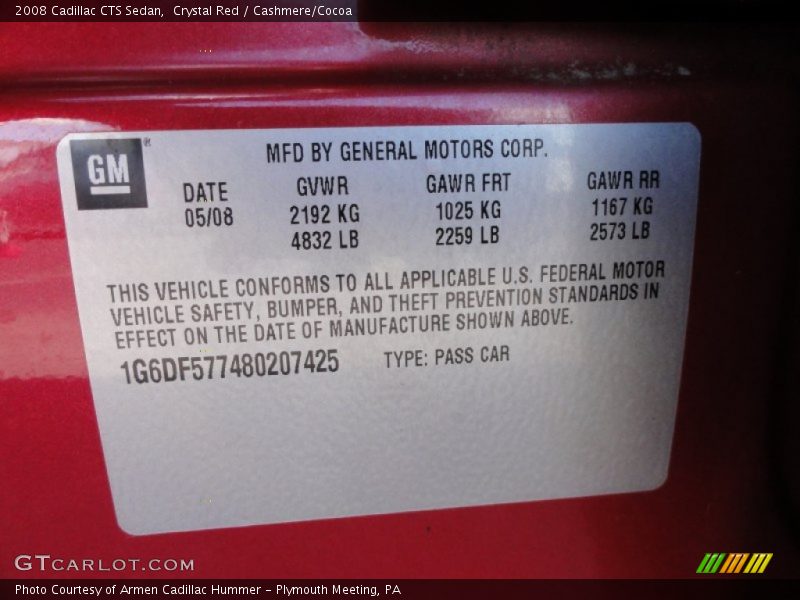 2008 Cadillac CTS Sedan,  Crystal Red / Cashmere/Cocoa
GM®
MFD BY GENERAL MOTORS CORP.
DATE GVWR GAWR FRT GAWR RR
05/08 2192 KG 1025 KG 1167 KG
4832 LB 2259 LB 2573 LB
THIS VEHICLE CONFORMS TO ALL APPLICABLE U.S. FEDERAL MOTOR
VEHICLE SAFETY, BUMPER, AND THEFT PREVENTION STANDARDS IN
EFFECT ON THE DATE OF MANUFACTURE SHOWN ABOVE.
1G6DF577480207425 TYPE: PASS CAR
GTCARLOT.COM
Photo Courtesy of Armen Cadillac Hummer - Plymouth Meeting, PA